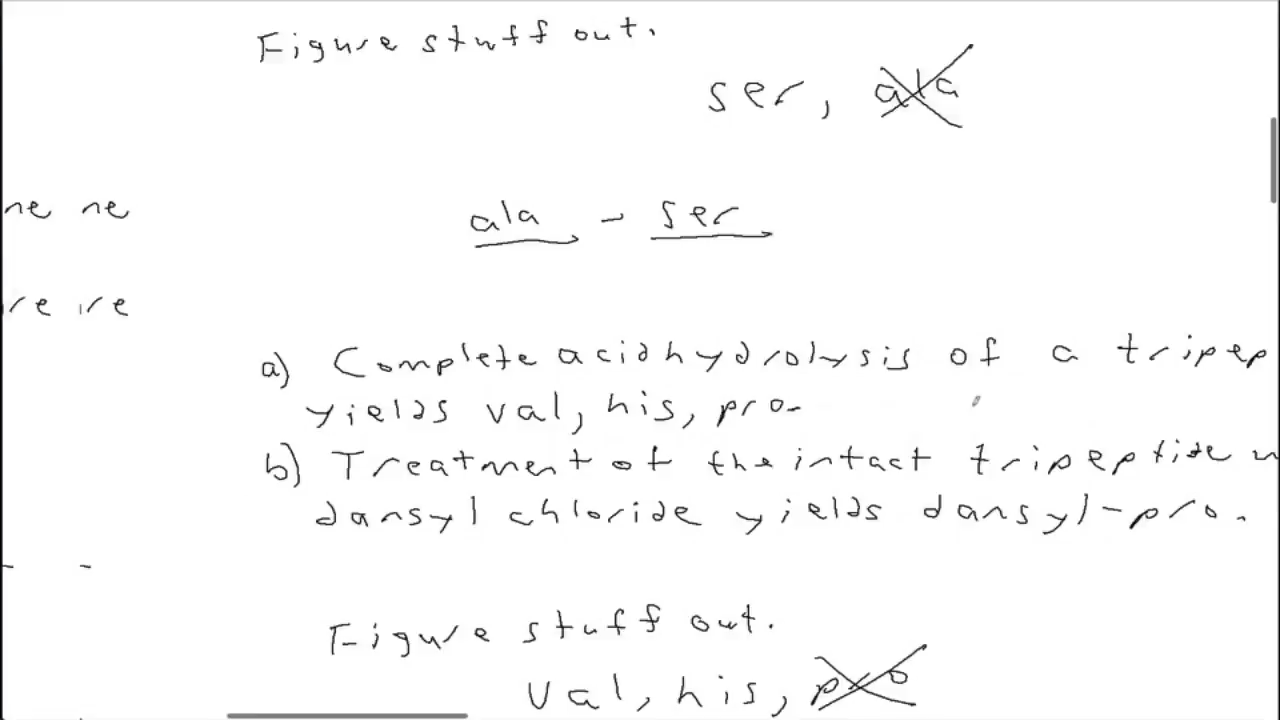 Figure stuff out.
ser, ala
ne ne
ala - ser
re re
a) Complete acid hydrolysis of a tripep
yields val, his, pro.
b) Treatment of the intact tripeptide
dansyl chloride yields dansyl-pro.
- -
Figure stuff out.
val, his, pro